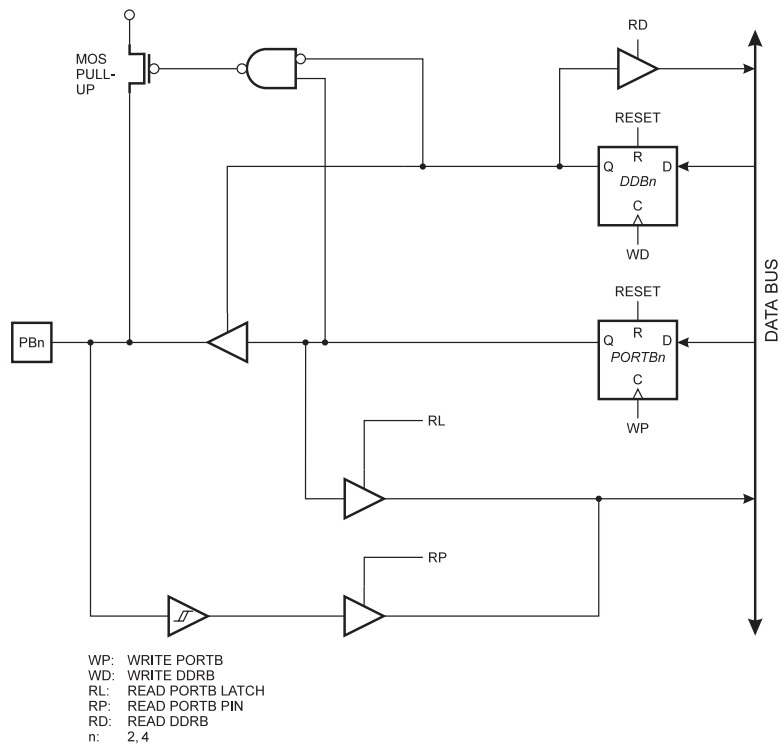 MOS
PULL-
UP
RD
RESET
R
Q
D
DDBn
C
WD
RESET
R
PBn
Q
D
PORTBn
C
WP
DATA BUS
RL
RP
WP: WRITE PORTB
WD: WRITE DDRB
RL: READ PORTB LATCH
RP: READ PORTB PIN
RD: READ DDRB
n: 2, 4